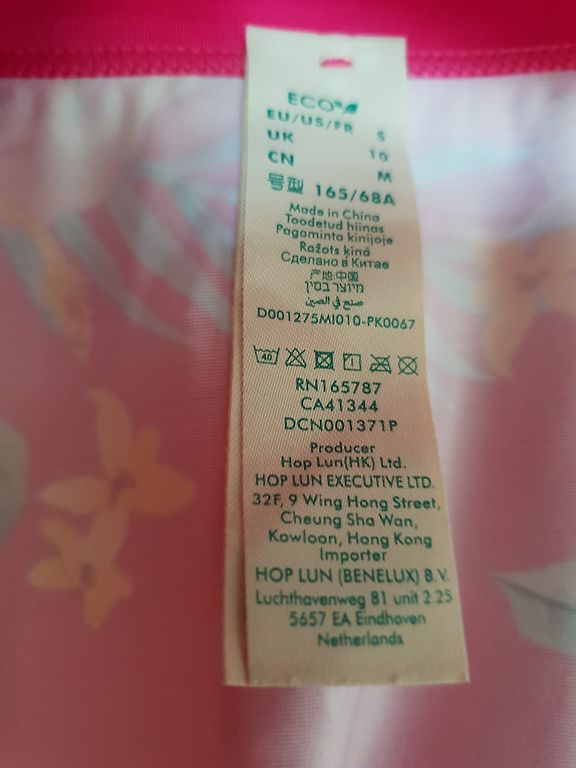 ECO
EU/US/FR S
UK 10
CN M
号型 165/68A
Made in China
Toodetud hiinas
Pagaminta kinijoje
Ražots ķīnā
Сделано в Китае
产地:中国
מיוצר בסין
صنع في الصين
D001275MI010-PK0067
40
RN165787
CA41344
DCN001371P
Producer
Hop Lun(HK) Ltd.
HOP LUN EXECUTIVE LTD.
32F, 9 Wing Hong Street,
Cheung Sha Wan,
Kowloon, Hong Kong
Importer
HOP LUN (BENELUX) B.V.
Luchthavenweg 81 unit 2.25
5657 EA Eindhoven
Netherlands